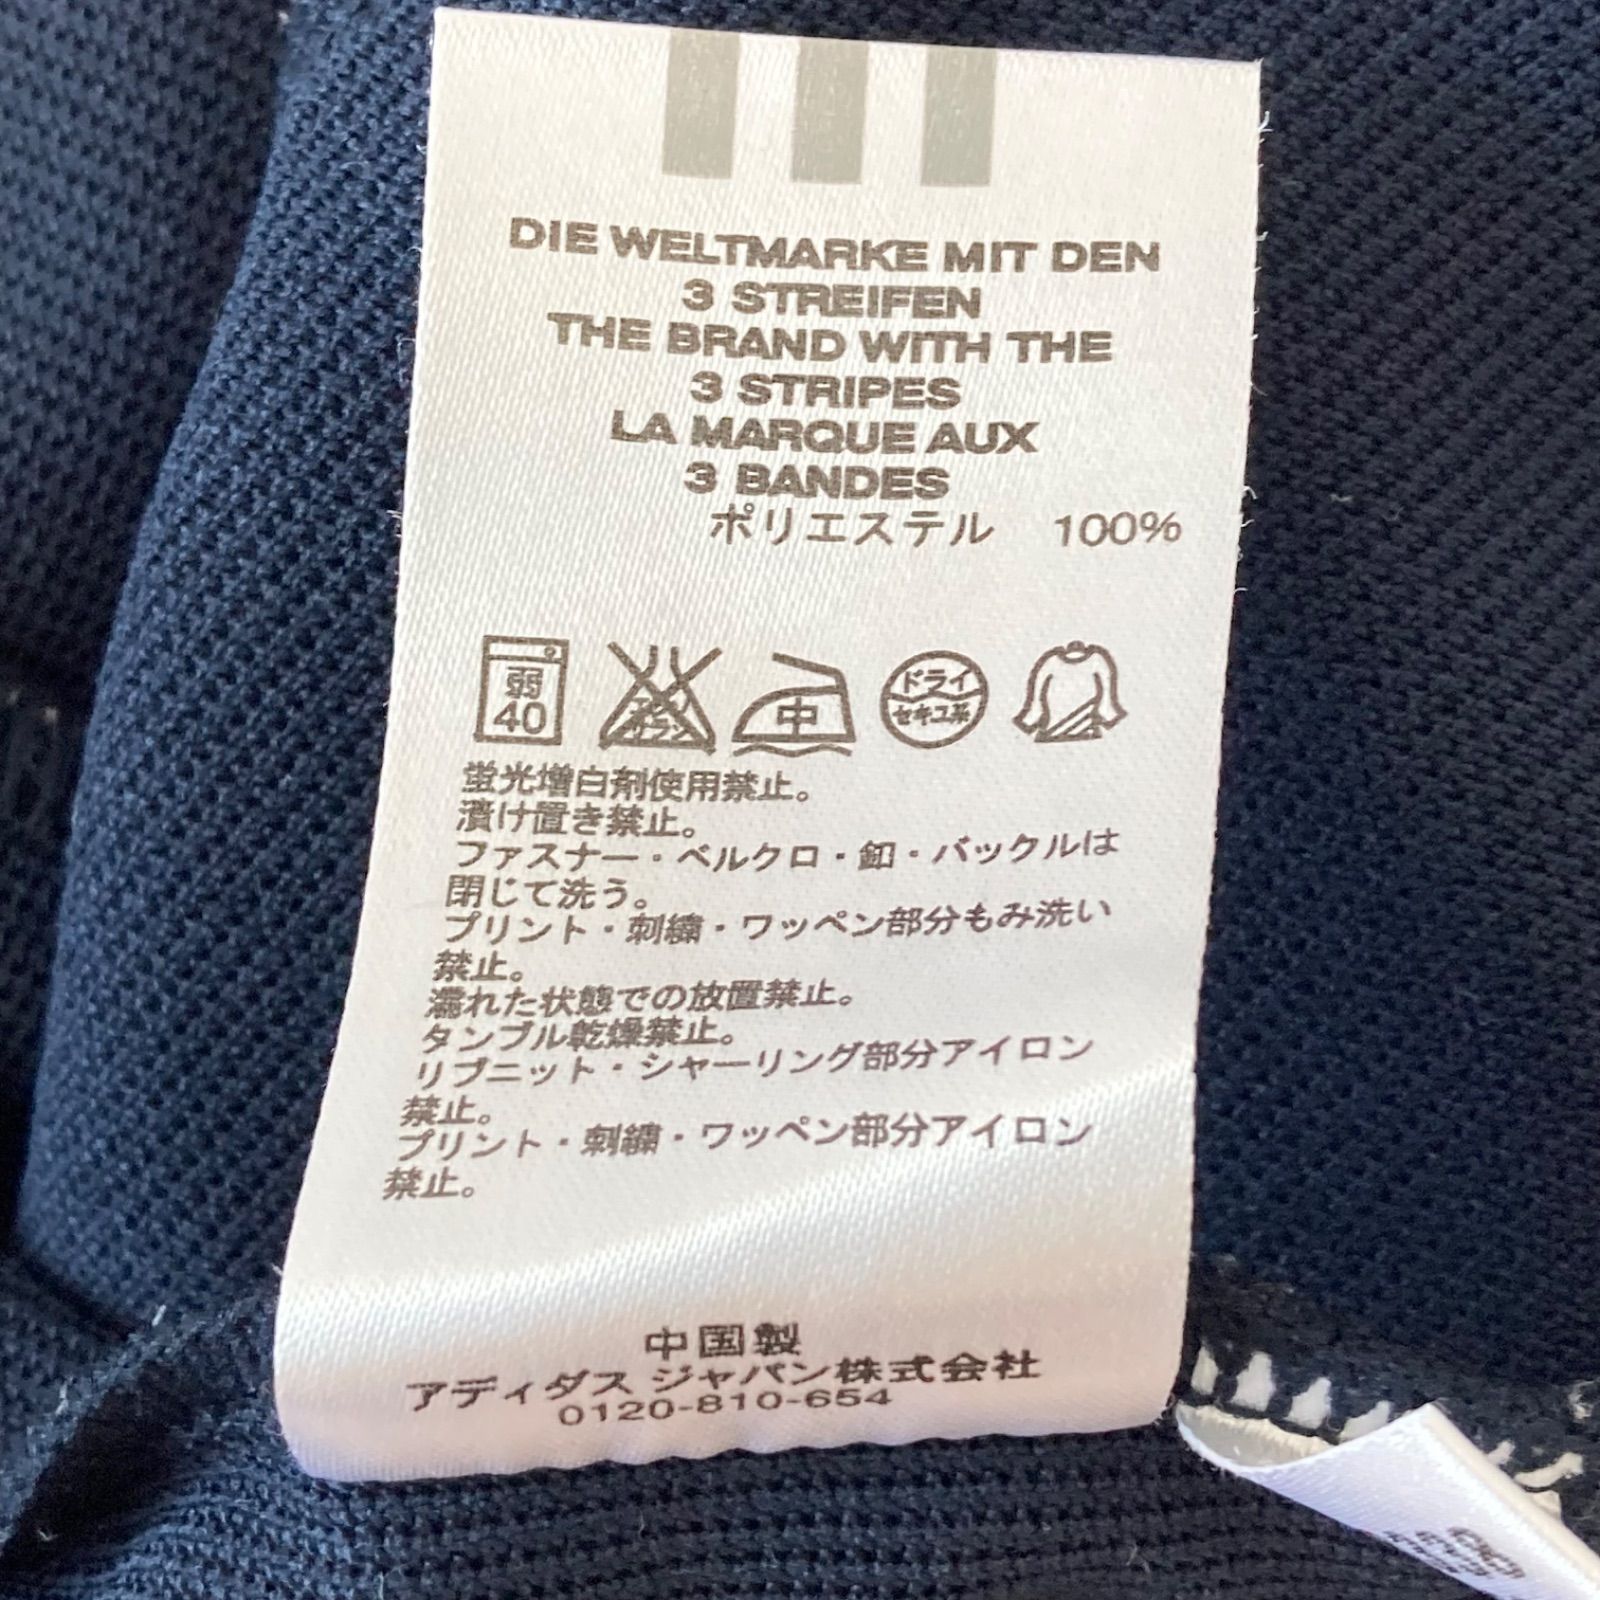 DIE WELTMARKE MIT DEN
3 STREIFEN
THE BRAND WITH THE
3 STRIPES
LA MARQUE AUX
3 BANDES
ポリエステル 100%
弱
40
中
ドライ
セキユ系
蛍光増白剤使用禁止。
漬け置き禁止。
ファスナー・ベルクロ・釦・バックルは
閉じて洗う。
プリント・刺繍・ワッペン部分もみ洗い
禁止。
濡れた状態での放置禁止。
タンブル乾燥禁止。
リブニット・シャーリング部分アイロン
禁止。
プリント・刺繍・ワッペン部分アイロン
禁止。
中国製
アディダス ジャパン株式会社
0120-810-654